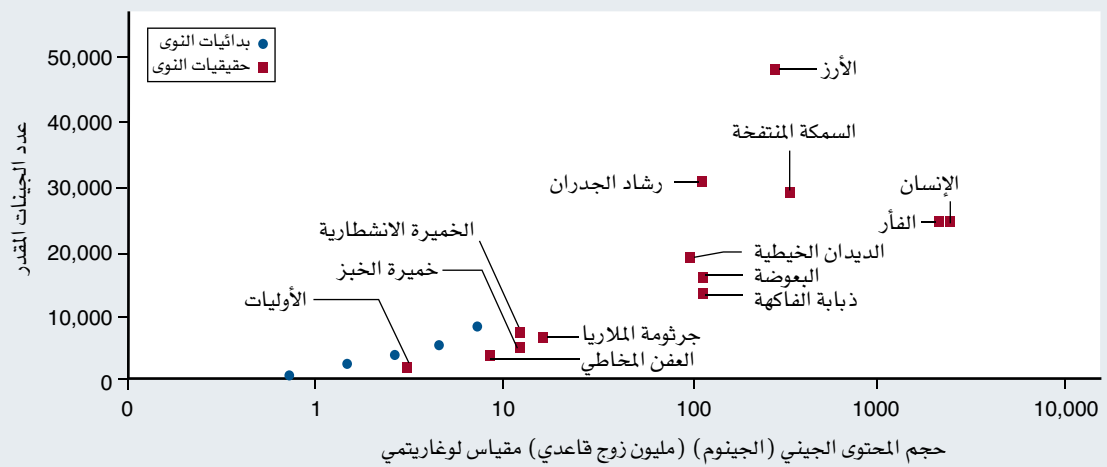 بدائيات النوى
حقيقيات النوى
عدد الجينات المقدر
50,000
40,000
30,000
20,000
10,000
0
الأرز
السمكة المنتفخة
رشاد الجدران
الإنسان
الفأر
الخميرة الانشطارية
الديدان الخيطية
خميرة الخبز
البعوضة
الأوليات
ذبابة الفاكهة
جرثومة الملاريا
العفن المخاطي
0 1 10 100 1000 10,000
حجم المحتوى الجيني (الجينوم) (مليون زوج قاعدي) مقياس لوغاريتمي